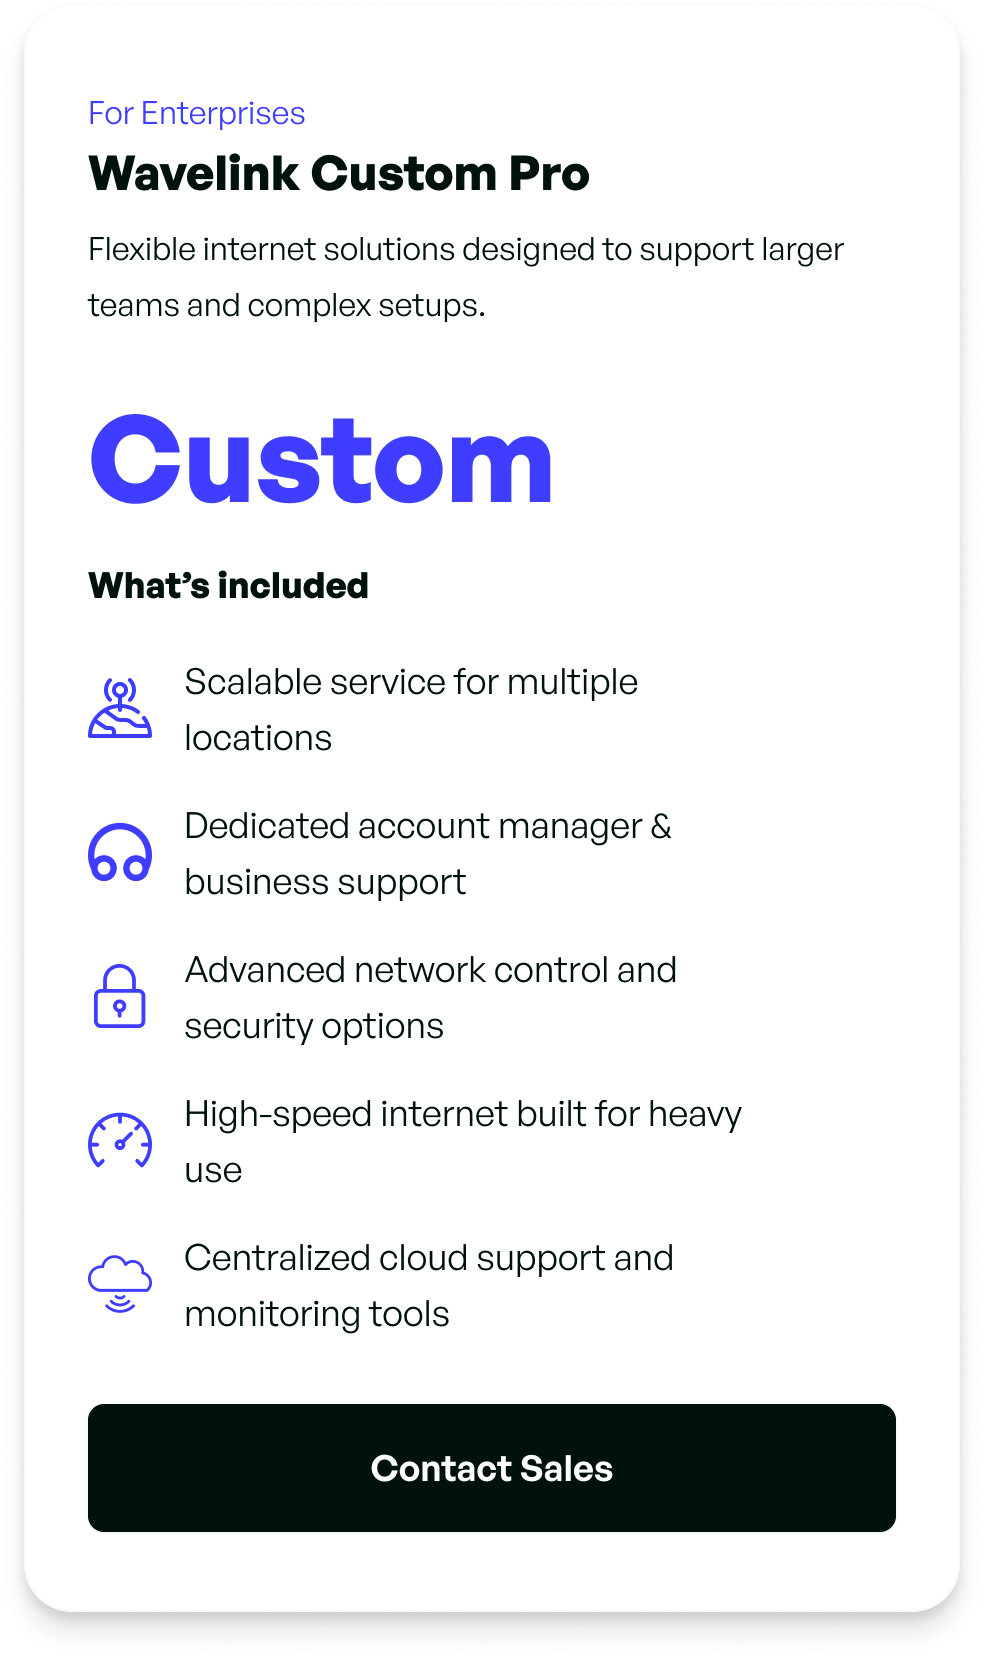 For Enterprises
Wavelink Custom Pro
Flexible internet solutions designed to support larger
teams and complex setups.
Custom
What’s included
Scalable service for multiple
locations
Dedicated account manager &
business support
Advanced network control and
security options
High-speed internet built for heavy
use
Centralized cloud support and
monitoring tools
Contact Sales